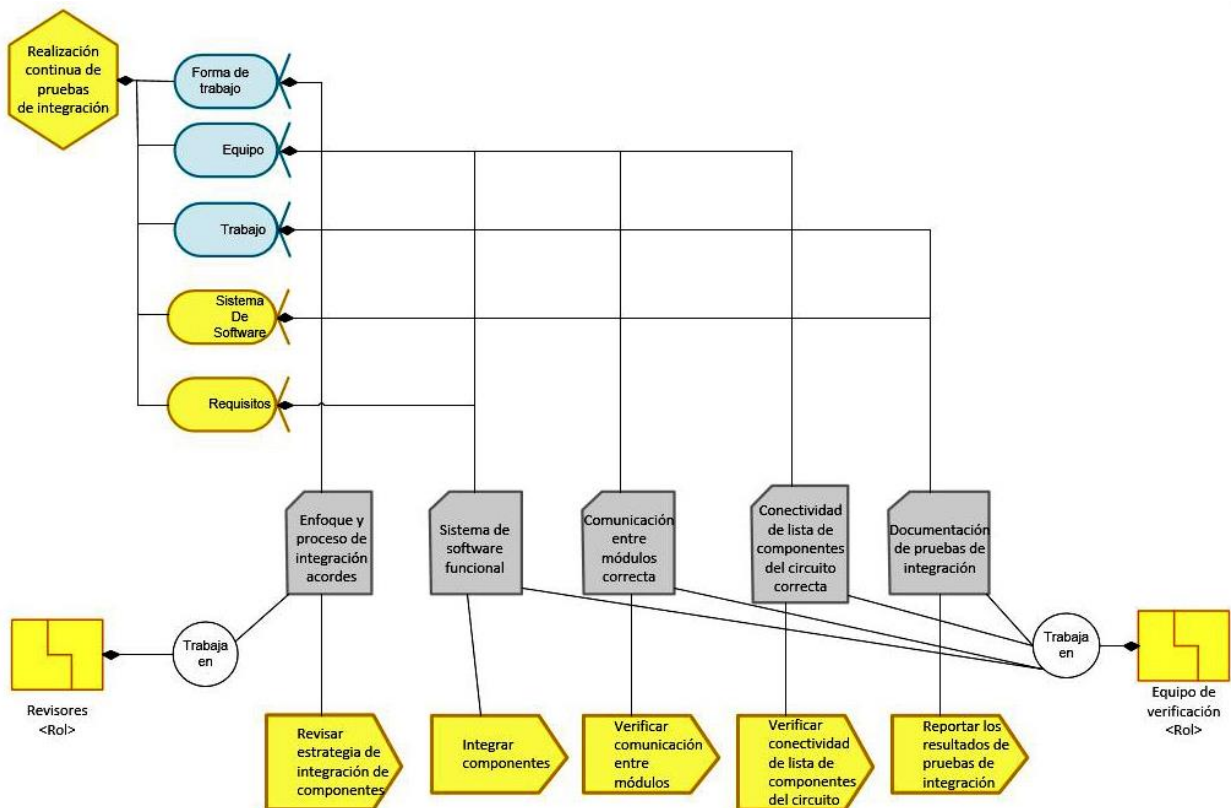 Realización
continua de
pruebas
de integración
Forma de
trabajo
Equipo
Trabajo
Sistema
De
Software
Requisitos
Enfoque y
proceso de
integración
acordes
Sistema de
software
funcional
Comunicación
entre
módulos
correcta
Conectividad
de lista de
componentes
del circuito
correcta
Documentación
de pruebas de
integración
Revisores
<Rol>
Trabaja
en
Trabaja
en
Equipo de
verificación
<Rol>
Revisar
estrategia de
integración de
componentes
Integrar
componentes
Verificar
comunicación
entre
módulos
Verificar
conectividad
de lista de
componentes
del circuito
Reportar los
resultados de
pruebas de
integración